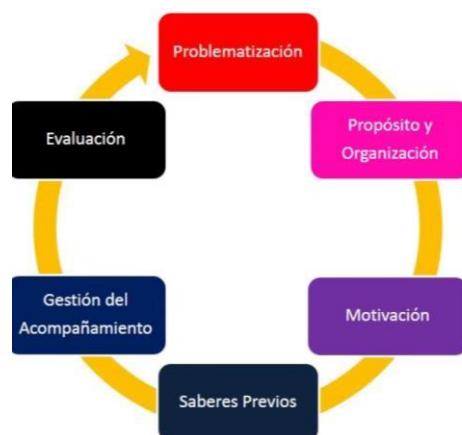 Problematización
Propósito y
Organización
Motivación
Saberes Previos
Gestión del
Acompañamiento
Evaluación